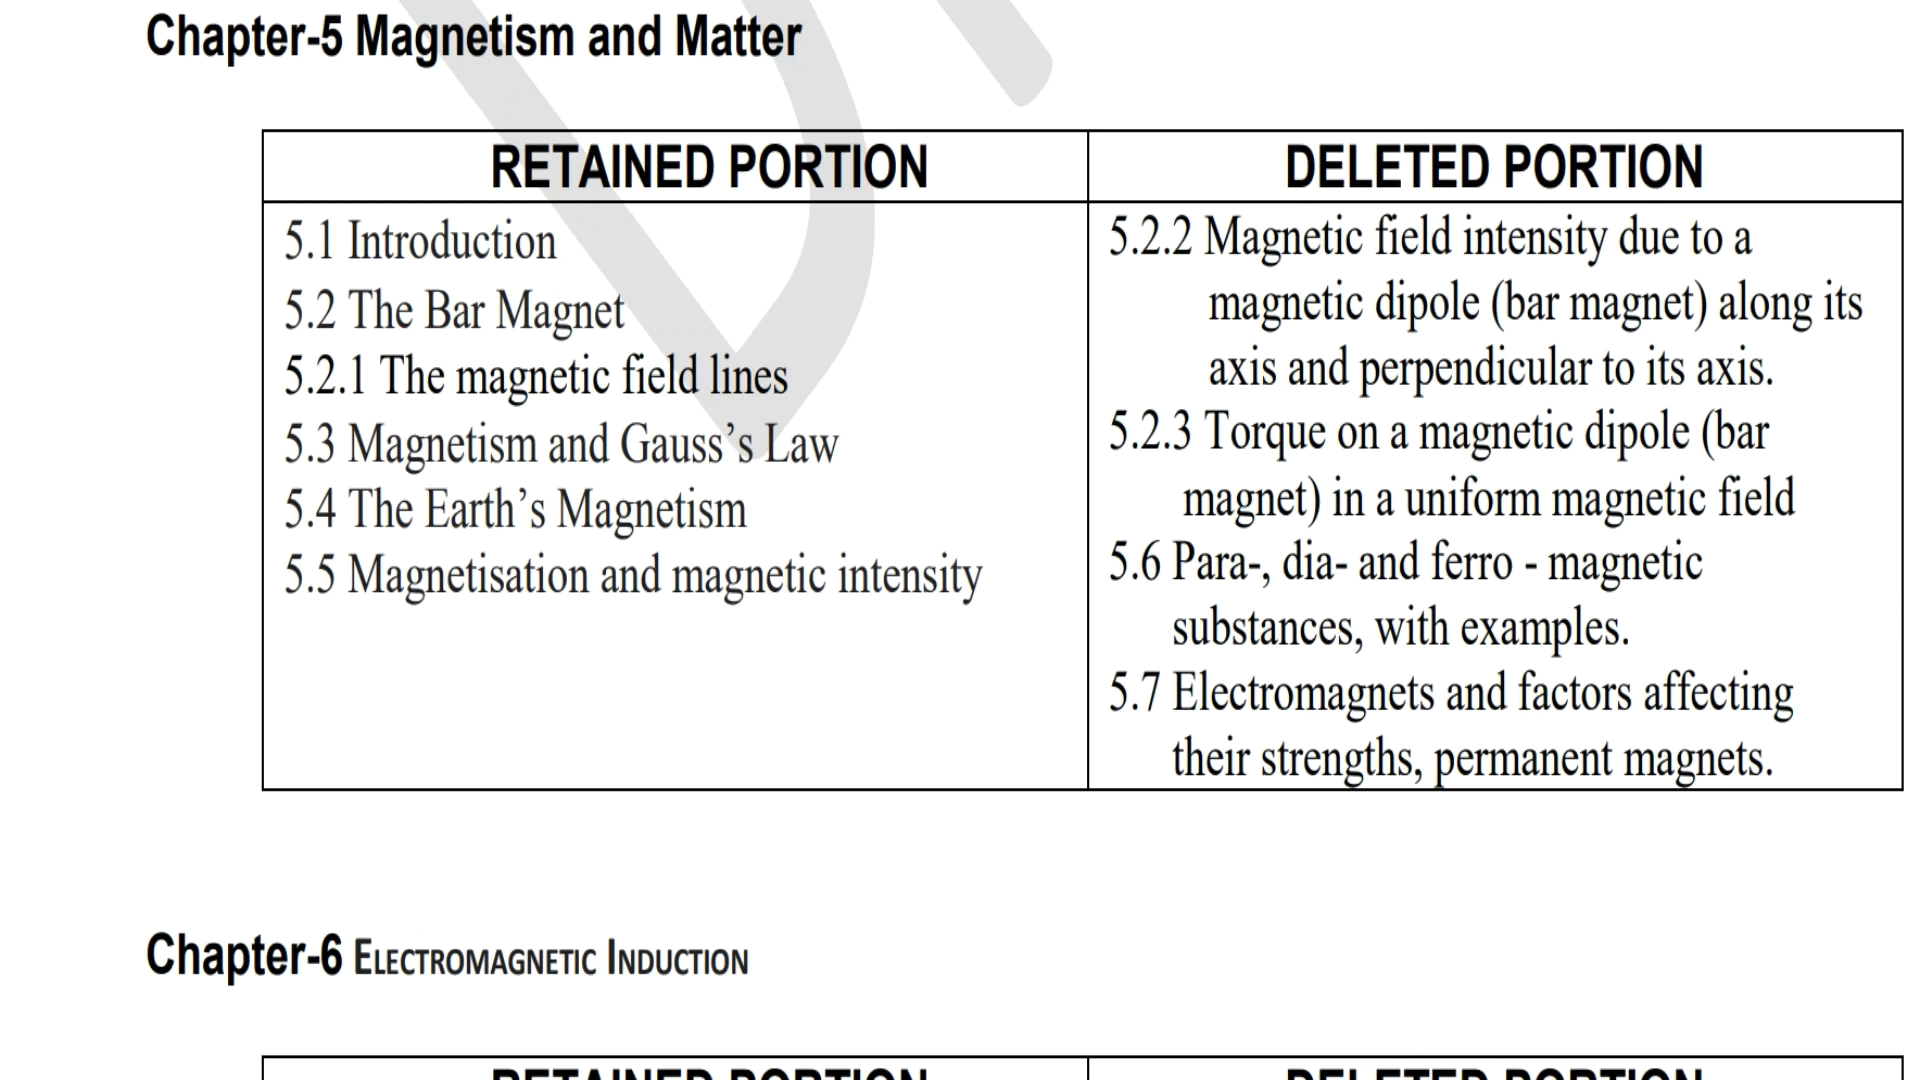 Chapter-5 Magnetism and Matter
RETAINED PORTION
DELETED PORTION
5.1 Introduction
5.2 The Bar Magnet
5.2.1 The magnetic field lines
5.3 Magnetism and Gauss’s Law
5.4 The Earth’s Magnetism
5.5 Magnetisation and magnetic intensity
5.2.2 Magnetic field intensity due to a
magnetic dipole (bar magnet) along its
axis and perpendicular to its axis.
5.2.3 Torque on a magnetic dipole (bar
magnet) in a uniform magnetic field
5.6 Para-, dia- and ferro - magnetic
substances, with examples.
5.7 Electromagnets and factors affecting
their strengths, permanent magnets.
Chapter-6 ELECTROMAGNETIC INDUCTION
RETAINED PORTION
DELETED PORTION